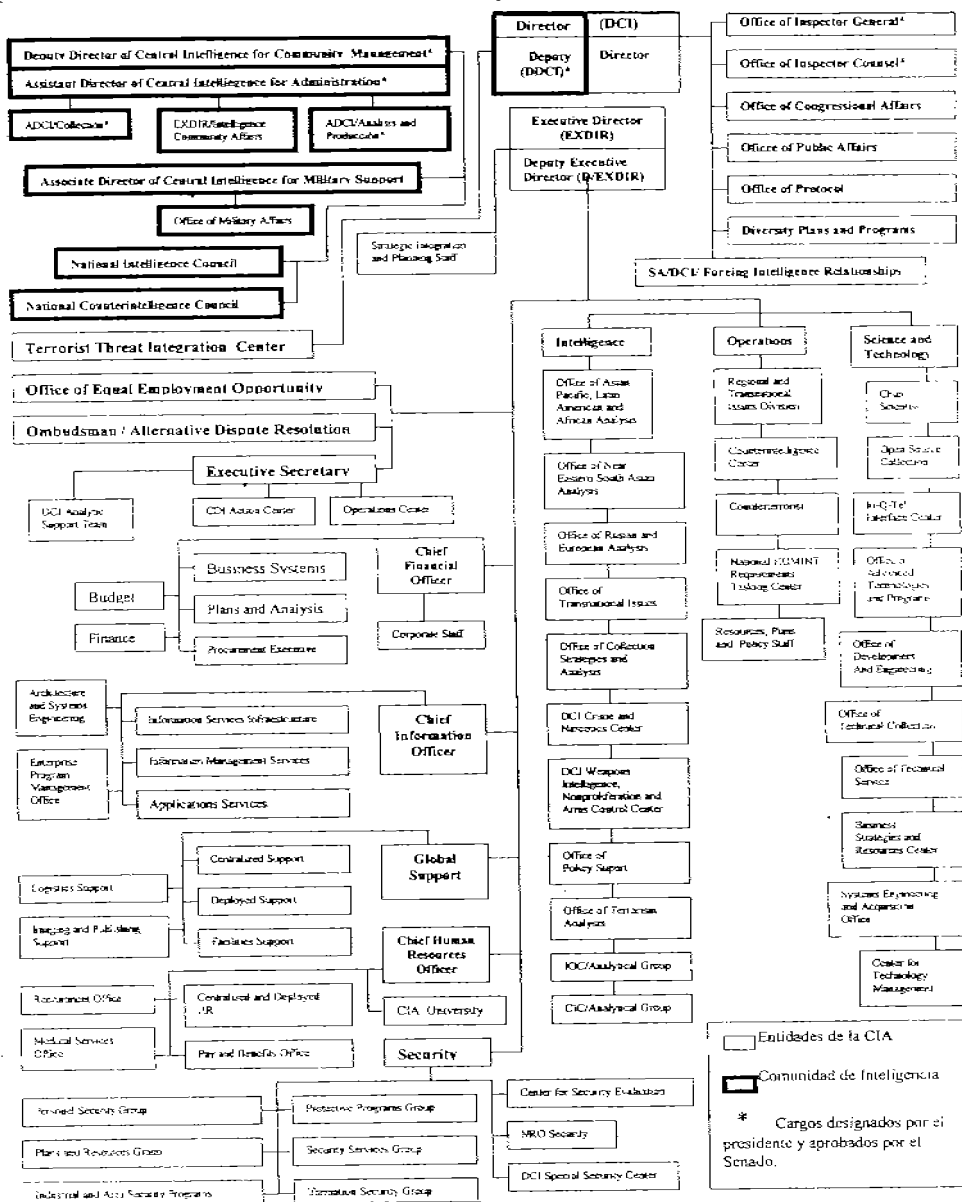 Director (DCI)
Deputy Director
(DDCI)*
Office of Inspector General*
Office of Inspector Counsel*
Office of Congressional Affairs
Office of Public Affairs
Office of Protocol
Diversity Plans and Programs
SA/DCI/ Foreing Intelligence Relationships
Deputy Director of Central Intelligence for Community Management*
Assistant Director of Central Intelligence for Administration*
ADCI/Collection*
EXDIR/Intelligence
Community Affairs
ADCI/Analysis and
Production*
Associate Director of Central Intelligence for Military Support
Office of Military Affairs
National Intelligence Council
National Counterintelligence Council
Terrorist Threat Integration Center
Executive Director
(EXDIR)
Deputy Executive
Director (D/EXDIR)
Strategic Integration
and Planning Staff
Office of Equal Employment Opportunity
Ombudsman / Alternative Dispute Resolution
Executive Secretary
DCI Analytic
Support Team
CDI Action Center
Operations Center
Chief
Financial
Officer
Business Systems
Budget
Plans and Analysis
Finance
Procurement Executive
Corporate Staff
Architecture
and Systems
Engineering
Information Services Infraestructure
Chief
Information
Officer
Enterprise
Program
Management
Office
Information Management Services
Applications Services
Global
Support
Centralized Support
Logistics Support
Deployed Support
Imaging and Publishing
Support
Facilities Support
Chief Human
Resources
Officer
Recruitment Office
Centralized and Deployed
HR
CIA University
Medical Services
Office
Pay and Benefits Office
Security
Personnel Security Group
Protective Programs Group
Center for Security Evaluation
Plans and Resources Group
Security Services Group
NRO Security
Industrial and Security Programs
Security Group
DCI Special Security Center
Intelligence
Office of Asian
Pacific, Latin
American and
African Analysis
Office of Near
Eastern South Asian
Analysis
Office of
European Analysis
Office of
Transnational Issues
Office of Collection
Strategies and
Analysis
DCI Crime and
Narcotics Center
DCI Weapons
Intelligence,
Nonproliferation and
Arms Control Center
Office of
Policy Suport
Office of Terrorism
Analysis
IOC/Analytical Group
CIC/Analytical Group
Operations
Regional and
Transnational
Issues Division
Counterintelligence
Center
National
Requirements
Tasking Center
Resources, Plans
and Policy Staff
Science and
Technology
Open Source
Collection
In-Q-Tel
Interface Center
Office of
Advanced
Technologies
and Programs
Office of
Development
And Engineering
Office of
Technical Collection
Office of Technical
Service
Business
Strategies and
Resources Center
Systems Engineering
and Acquisition
Office
Center for
Technology
Management
Entidades de la CIA
Comunidad de Inteligencia
* Cargos designados por el
presidente y aprobados por el
Senado.